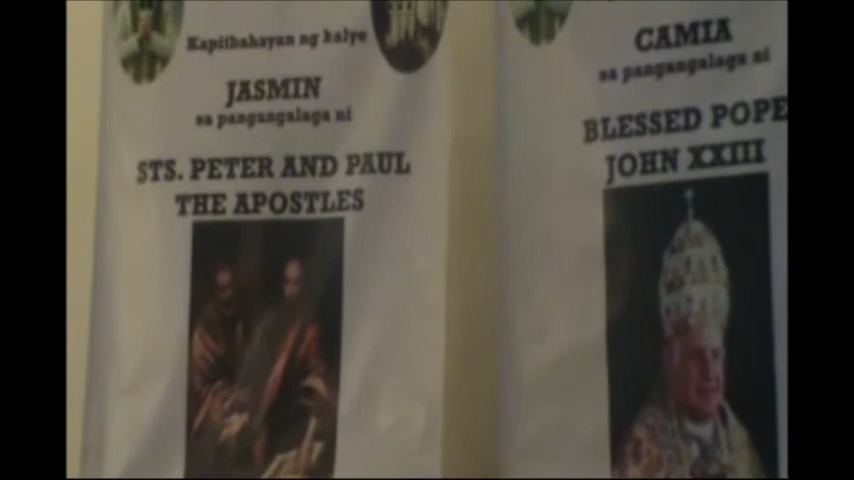 Kapitbahayan ng kalye
JASMIN
sa pangangalaga ni
STS. PETER AND PAUL
THE APOSTLES
CAMIA
sa pangangalaga ni
BLESSED POPE
JOHN XXIII